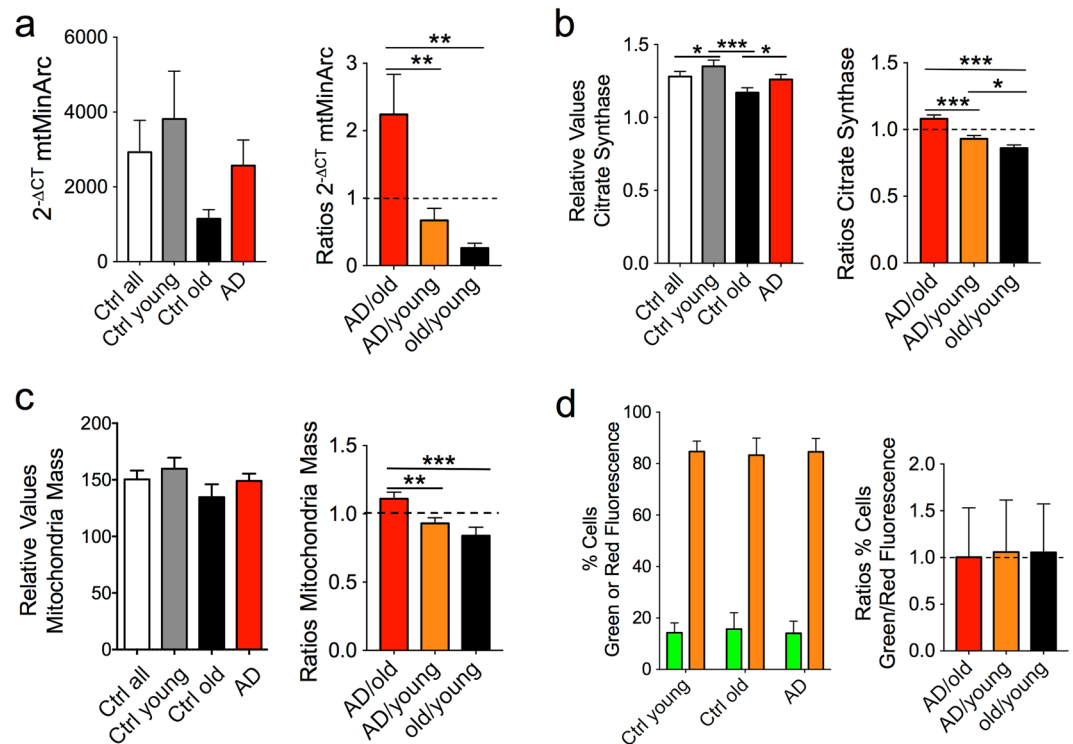 a
2-ΔCT mtMinArc
6000
4000
2000
0
Ctrl all
Ctrl young
Ctrl old
AD
Ratios 2-ΔCT mtMinArc
3
2
1
0
**
**
AD/old
AD/young
old/young
b
Relative Values
Citrate Synthase
1.5
1.3
1.0
*
***
*
Ctrl all
Ctrl young
Ctrl old
AD
Ratios Citrate Synthase
1.5
1.0
0.5
0.0
***
*
***
AD/old
AD/young
old/young
c
Relative Values
Mitochondria Mass
200
150
100
50
0
Ctrl all
Ctrl young
Ctrl old
AD
Ratios Mitochondria Mass
1.5
1.0
0.5
0.0
***
**
AD/old
AD/young
old/young
d
% Cells
Green or Red Fluorescence
100
80
60
40
20
0
Ctrl young
Ctrl old
AD
Ratios % Cells
Green/Red Fluorescence
2.0
1.5
1.0
0.5
0.0
AD/old
AD/young
old/young